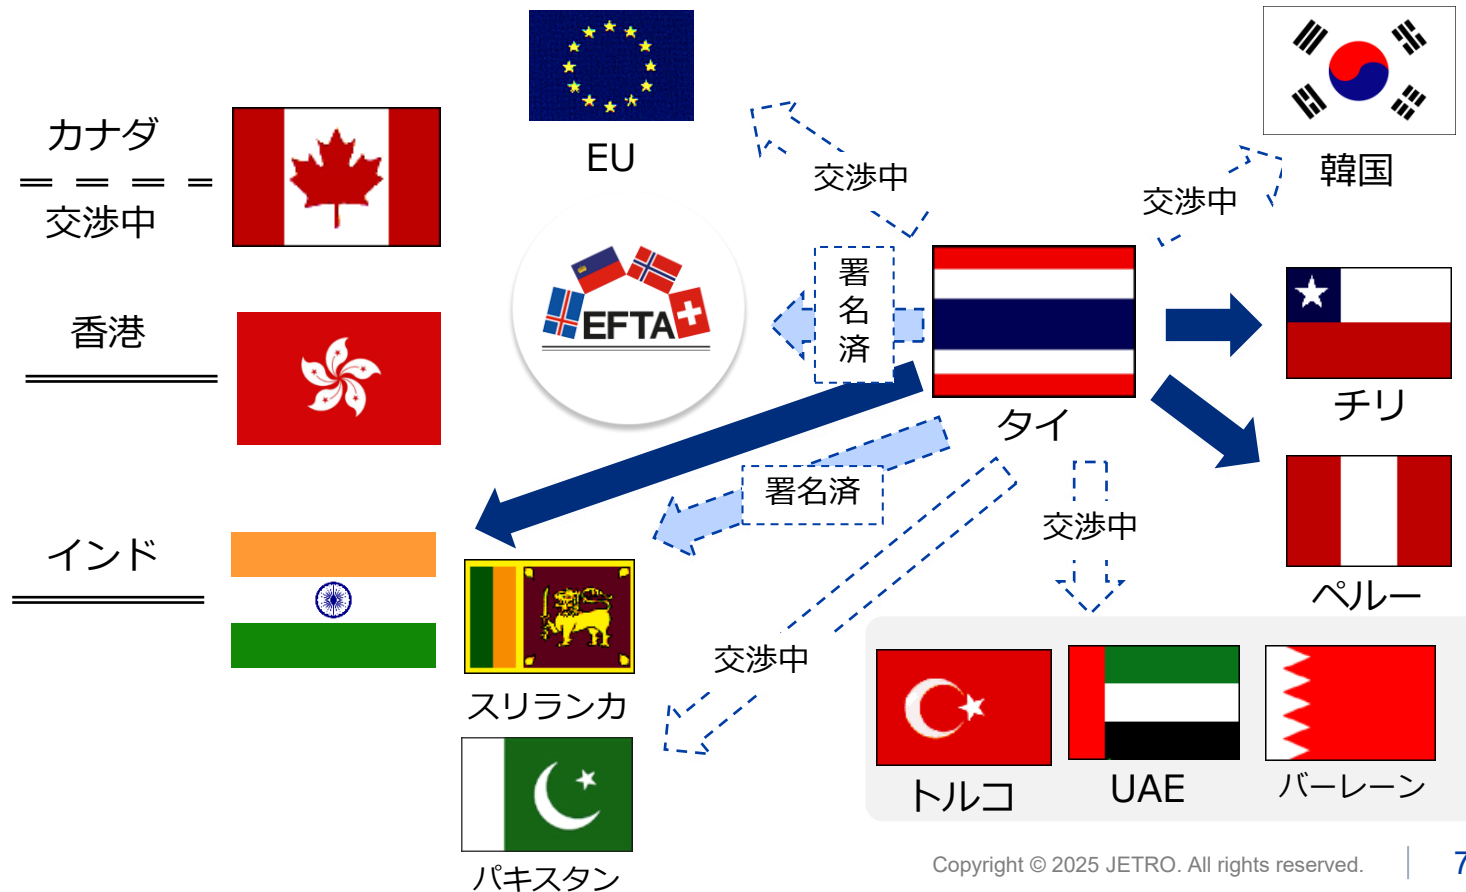 カナダ
交渉中
香港
インド
EU
EFTA
交渉中
署名済
タイ
交渉中
韓国
チリ
ペルー
署名済
スリランカ
交渉中
パキスタン
交渉中
トルコ
UAE
バーレーン
Copyright © 2025 JETRO. All rights reserved.
7